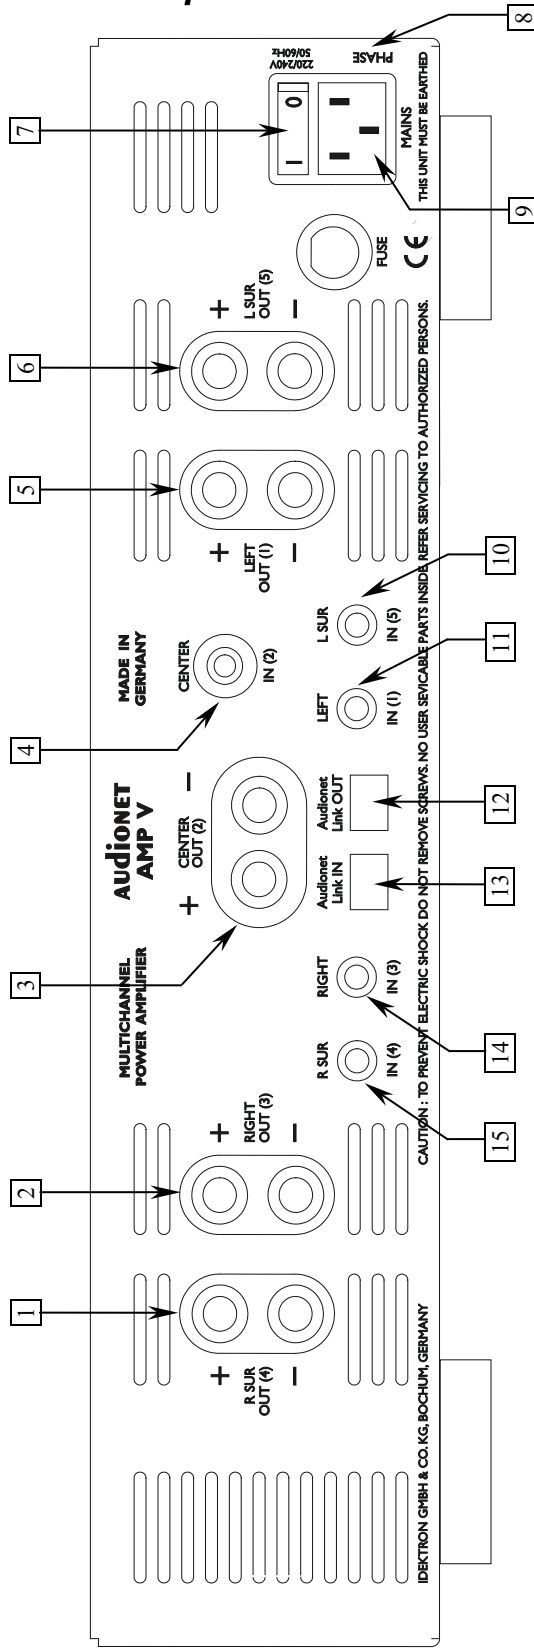 1
2
3
4
5
6
7
8
MULTICHANNEL
POWER AMPLIFIER
AUDIONET
AMP V
MADE IN
GERMANY
220/240V
50/60Hz
R SUR
OUT (4)
+
−
RIGHT
OUT (3)
+
−
+
CENTER
OUT (2)
−
CENTER
IN (2)
LEFT
OUT (1)
+
−
L SUR
OUT (5)
+
−
FUSE
CE
I
0
PHASE
MAINS
THIS UNIT MUST BE EARTHED
R SUR
IN (4)
RIGHT
IN (3)
Audionet
Link IN
Audionet
Link OUT
LEFT
IN (1)
L SUR
IN (5)
IDEKTRON GMBH & CO. KG, BOCHUM, GERMANY
CAUTION : TO PREVENT ELECTRIC SHOCK DO NOT REMOVE SCREWS. NO USER SEVICABLE PARTS INSIDE. REFER SERVICING TO AUTHORIZED PERSONS.
15
14
13
12
11
10
9